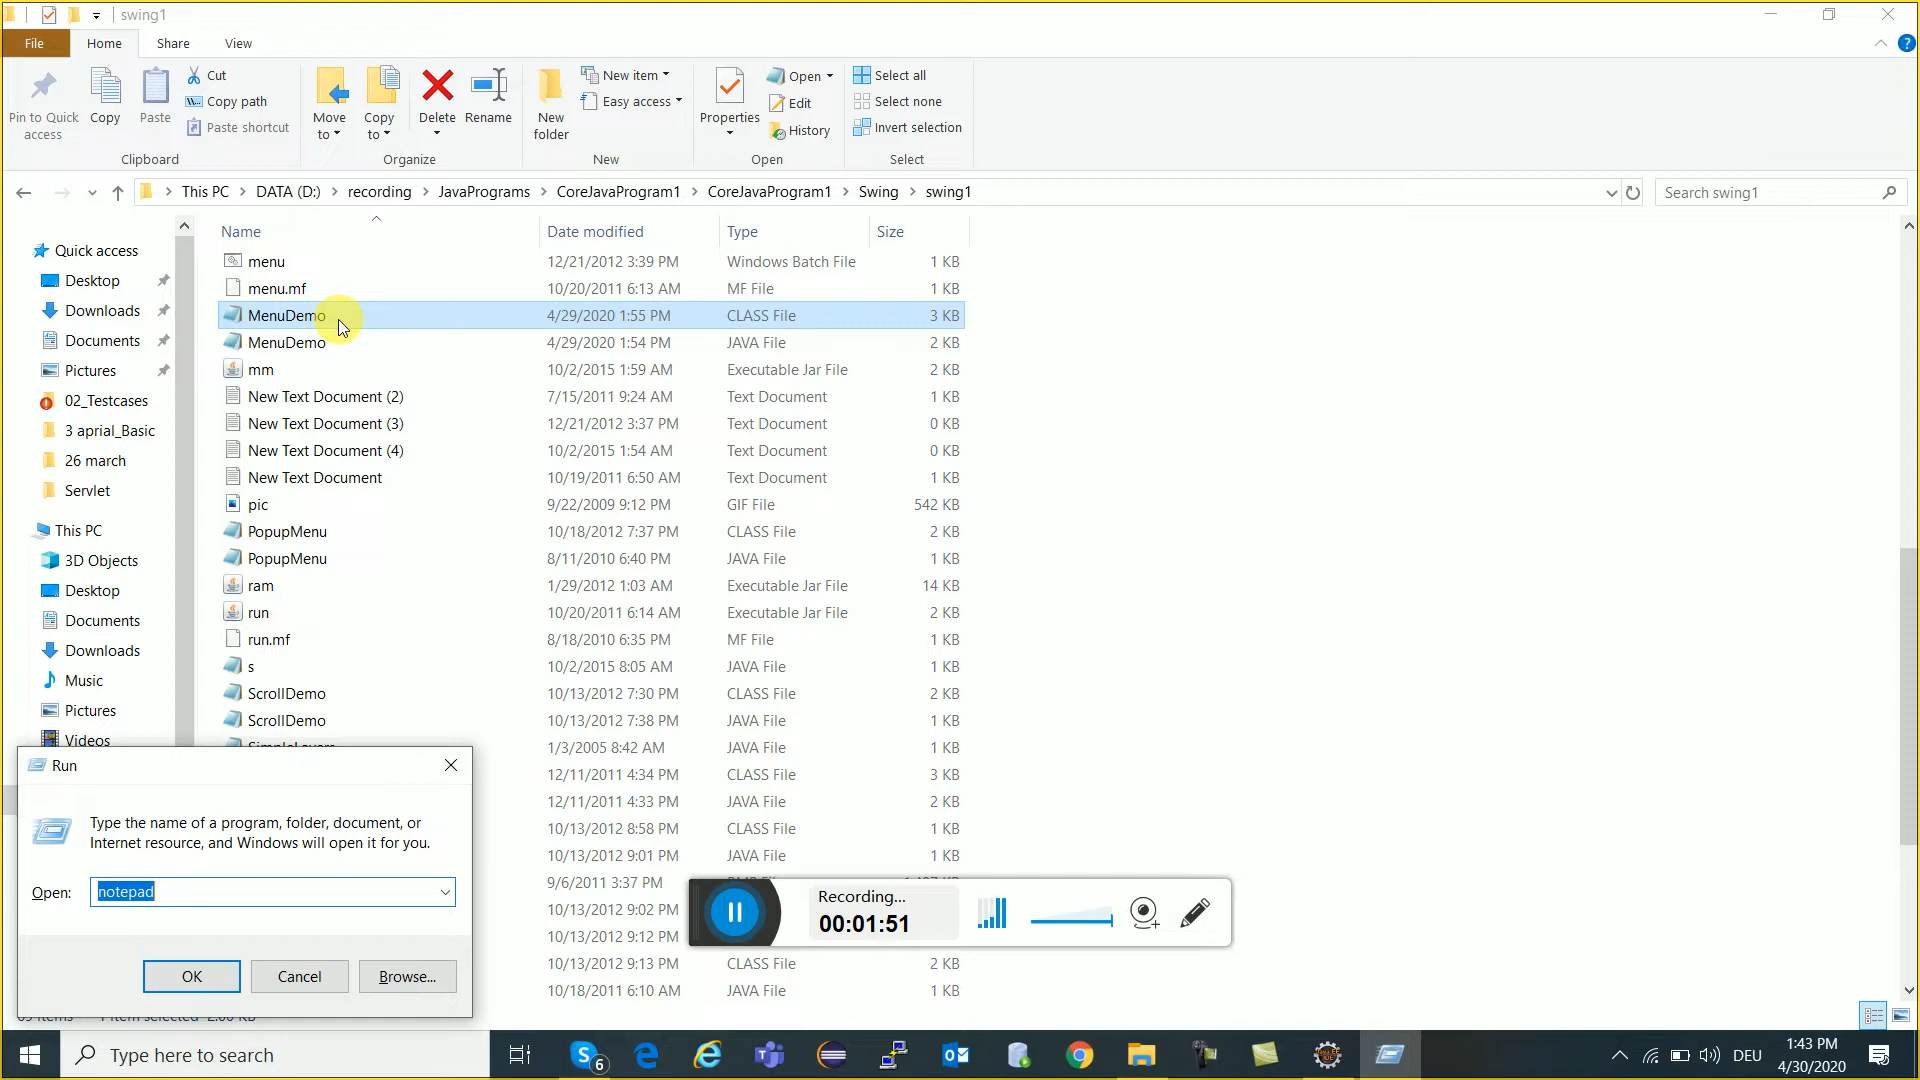 swing1
File
Home
Share
View
Pin to Quick access
Copy
Paste
Cut
Copy path
Paste shortcut
Clipboard
Move to
Copy to
Delete
Rename
Organize
New folder
New item
Easy access
New
Properties
Open
Edit
History
Open
Select all
Select none
Invert selection
Select
This PC > DATA (D:) > recording > JavaPrograms > CoreJavaProgram1 > CoreJavaProgram1 > Swing > swing1
Search swing1
Quick access
Desktop
Downloads
Documents
Pictures
02_Testcases
3 aprial_Basic
26 march
Servlet
This PC
3D Objects
Desktop
Documents
Downloads
Music
Pictures
Videos
Name Date modified Type Size
menu 12/21/2012 3:39 PM Windows Batch File 1 KB
menu.mf 10/20/2011 6:13 AM MF File 1 KB
MenuDemo 4/29/2020 1:55 PM CLASS File 3 KB
MenuDemo 4/29/2020 1:54 PM JAVA File 2 KB
mm 10/2/2015 1:59 AM Executable Jar File 2 KB
New Text Document (2) 7/15/2011 9:24 AM Text Document 1 KB
New Text Document (3) 12/21/2012 3:37 PM Text Document 0 KB
New Text Document (4) 10/2/2015 1:54 AM Text Document 0 KB
New Text Document 10/19/2011 6:50 AM Text Document 1 KB
pic 9/22/2009 9:12 PM GIF File 542 KB
PopupMenu 10/18/2012 7:37 PM CLASS File 2 KB
PopupMenu 8/11/2010 6:40 PM JAVA File 1 KB
ram 1/29/2012 1:03 AM Executable Jar File 14 KB
run 10/20/2011 6:14 AM Executable Jar File 2 KB
run.mf 8/18/2010 6:35 PM MF File 1 KB
s 10/2/2015 8:05 AM JAVA File 1 KB
ScrollDemo 10/13/2012 7:30 PM CLASS File 2 KB
ScrollDemo 10/13/2012 7:38 PM JAVA File 1 KB
1/3/2005 8:42 AM JAVA File 1 KB
12/11/2011 4:34 PM CLASS File 3 KB
12/11/2011 4:33 PM JAVA File 2 KB
10/13/2012 8:58 PM CLASS File 1 KB
10/13/2012 9:01 PM JAVA File 1 KB
9/6/2011 3:37 PM
10/13/2012 9:02 PM
10/13/2012 9:12 PM
10/13/2012 9:13 PM CLASS File 2 KB
10/18/2011 6:10 AM JAVA File 1 KB
Run
Type the name of a program, folder, document, or
Internet resource, and Windows will open it for you.
Open: notepad
OK
Cancel
Browse...
Recording...
00:01:51
Type here to search
6
DEU
1:43 PM
4/30/2020